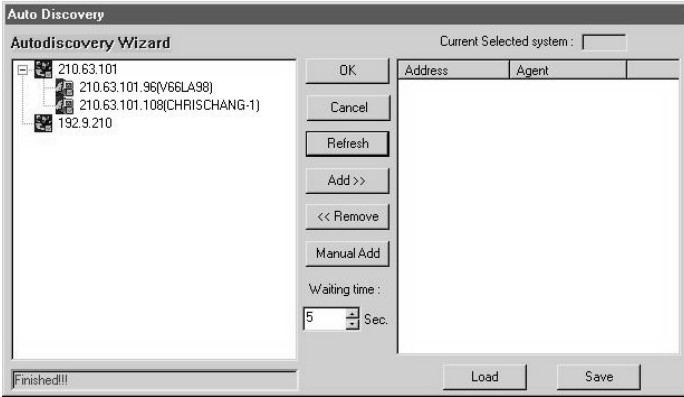 Auto Discovery
Autodiscovery Wizard
Current Selected system :
210.63.101
210.63.101.96(V66LA98)
210.63.101.108(CHRISCHANG-1)
192.9.210
OK
Cancel
Refresh
Add >>
<< Remove
Manual Add
Waiting time :
5 Sec.
Address Agent
Finished!!!
Load Save